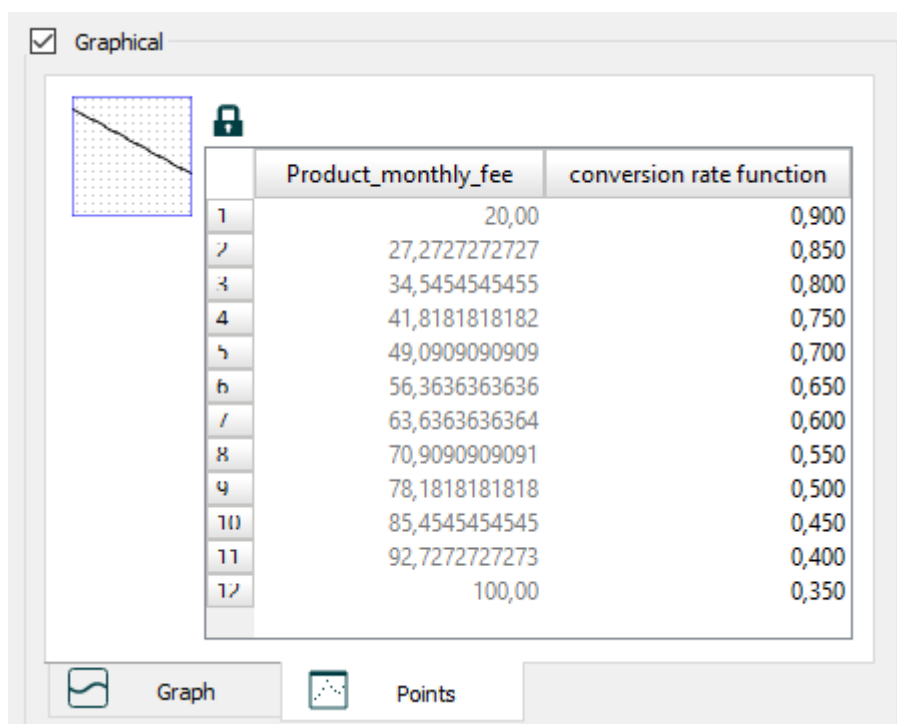 Graphical
Product_monthly_fee conversion rate function
1 20,00 0,900
2 27,2727272727 0,850
3 34,5454545455 0,800
4 41,8181818182 0,750
5 49,0909090909 0,700
6 56,3636363636 0,650
7 63,6363636364 0,600
8 70,9090909091 0,550
9 78,1818181818 0,500
10 85,4545454545 0,450
11 92,7272727273 0,400
12 100,00 0,350
Graph Points